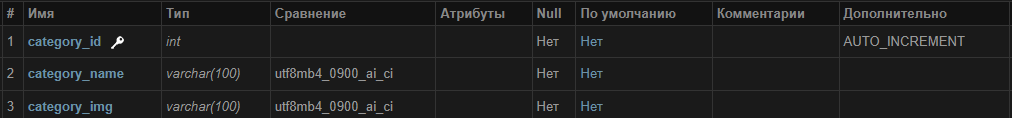 # Имя Тип Сравнение Атрибуты Null По умолчанию Комментарии Дополнительно
1 category_id int Нет Нет AUTO_INCREMENT
2 category_name varchar(100) utf8mb4_0900_ai_ci Нет Нет
3 category_img varchar(100) utf8mb4_0900_ai_ci Нет Нет